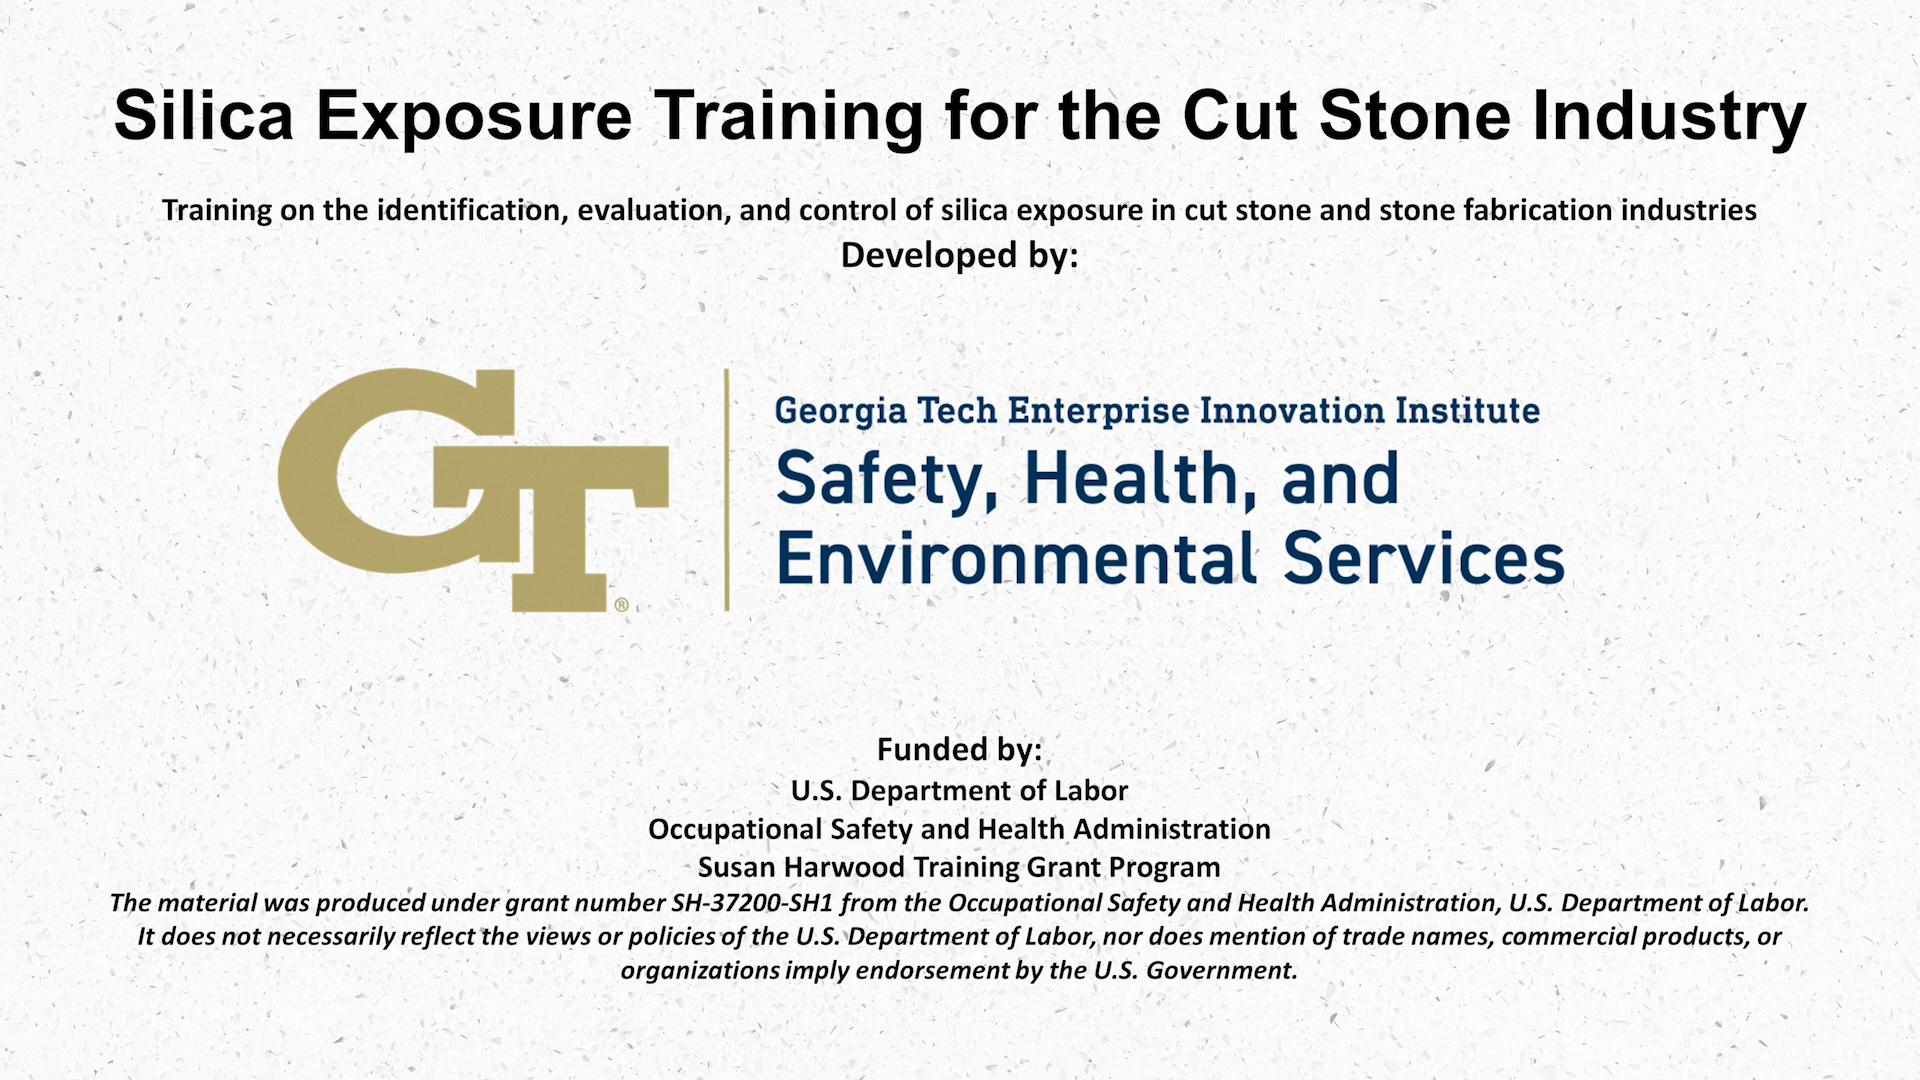 Silica Exposure Training for the Cut Stone Industry
Training on the identification, evaluation, and control of silica exposure in cut stone and stone fabrication industries
Developed by:
GT®
Georgia Tech Enterprise Innovation Institute
Safety, Health, and
Environmental Services
Funded by:
U.S. Department of Labor
Occupational Safety and Health Administration
Susan Harwood Training Grant Program
The material was produced under grant number SH-37200-SH1 from the Occupational Safety and Health Administration, U.S. Department of Labor.
It does not necessarily reflect the views or policies of the U.S. Department of Labor, nor does mention of trade names, commercial products, or
organizations imply endorsement by the U.S. Government.